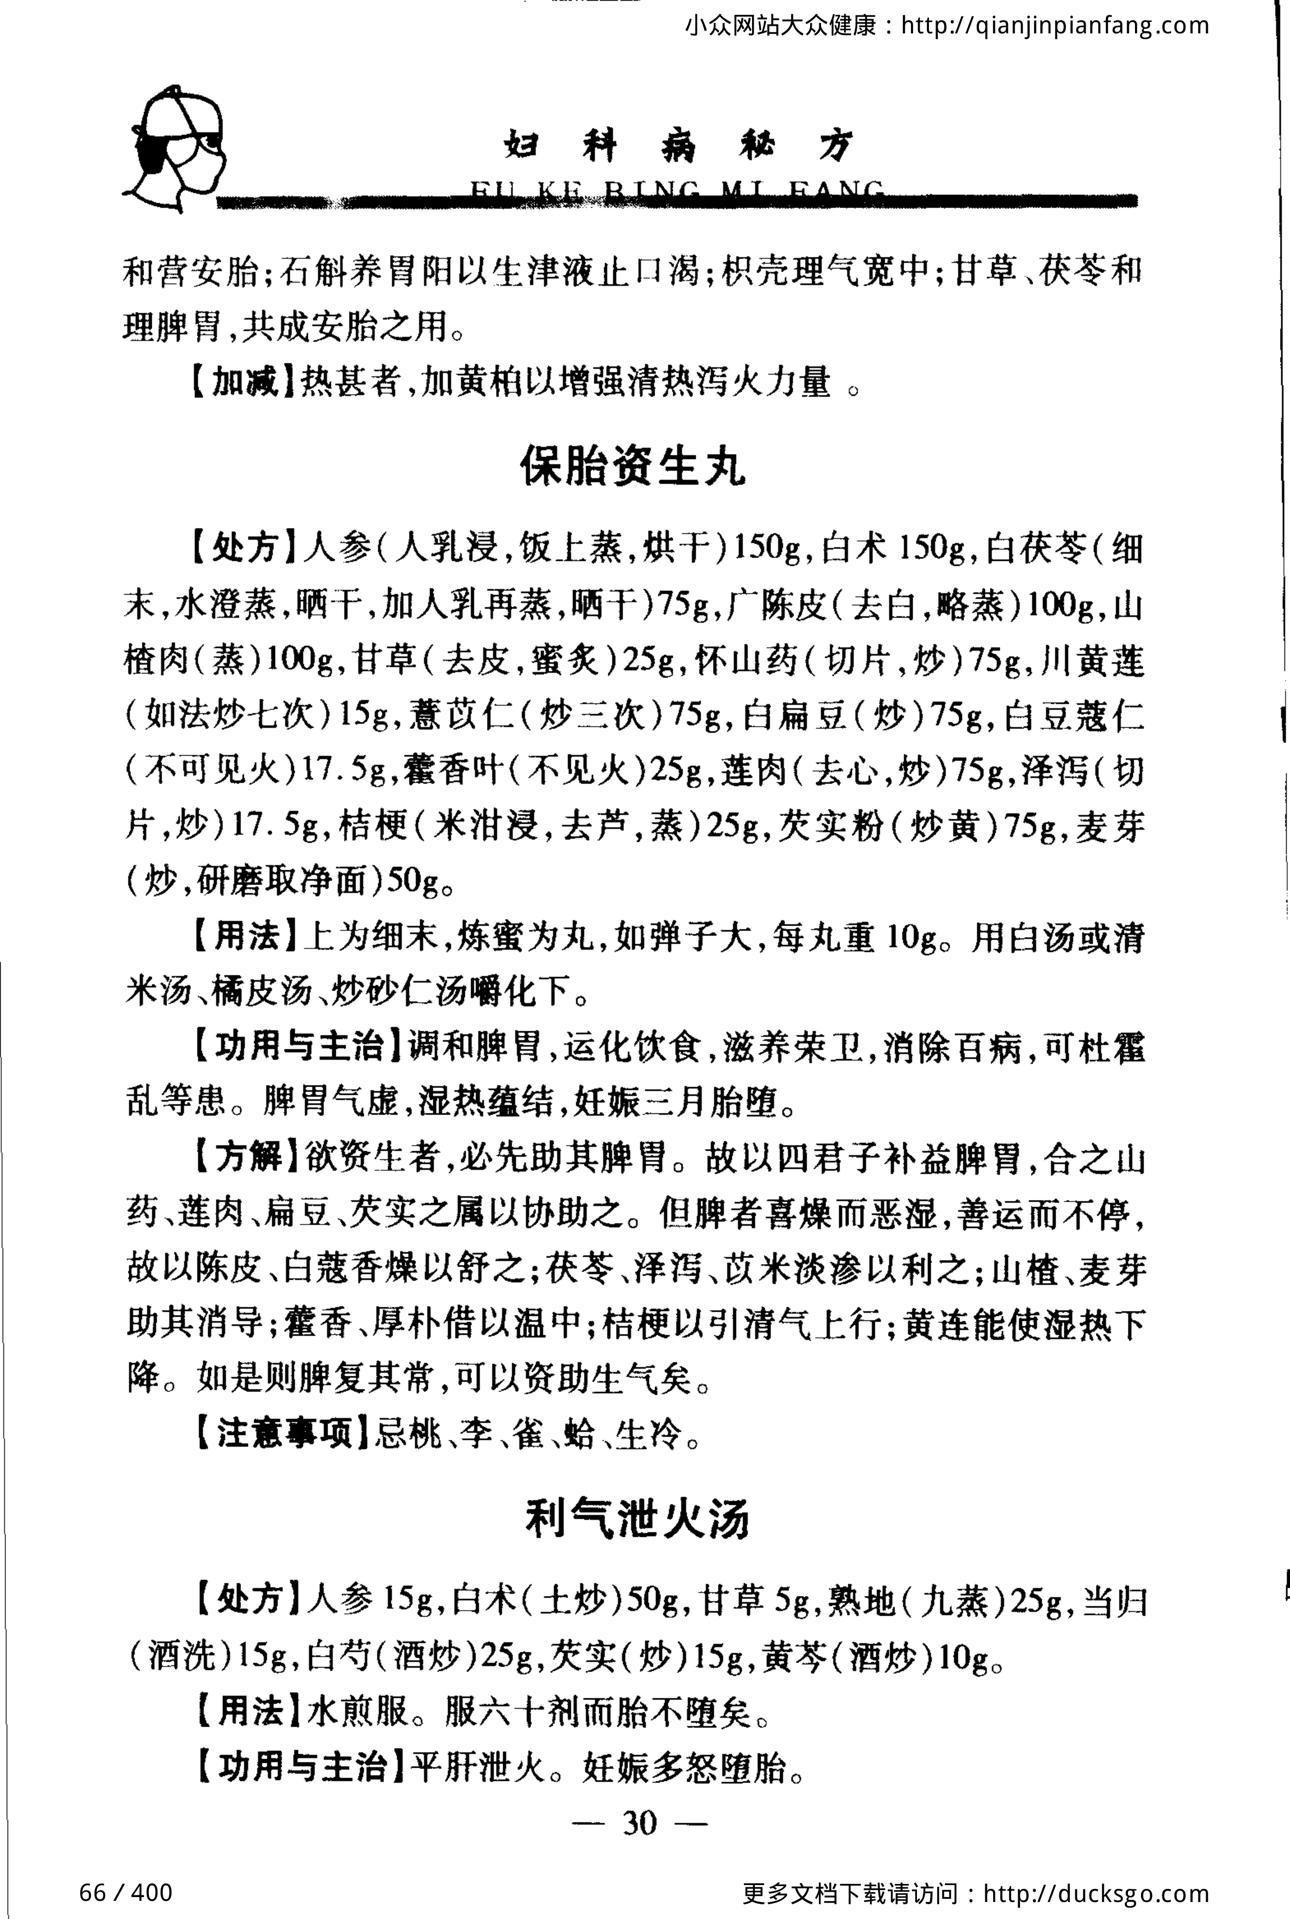 小众网站大众健康：http://qianjinpianfang.com
妇科病秘方
FU KE BING MI FANG
和营安胎;石斛养胃阳以生津液止口渴;枳壳理气宽中;甘草、茯苓和
理脾胃,共成安胎之用。
【加减】热甚者,加黄柏以增强清热泻火力量 。
保胎资生丸
【处方】人参(人乳浸,饭上蒸,烘干)150g,白术 150g,白茯苓(细
末,水澄蒸,晒干,加人乳再蒸,晒干)75g,广陈皮(去白,略蒸)100g,山
楂肉(蒸)100g,甘草(去皮,蜜炙)25g,怀山药(切片,炒)75g,川黄莲
(如法炒七次)15g,薏苡仁(炒三次)75g,白扁豆(炒)75g,白豆蔻仁
(不可见火)17.5g,藿香叶(不见火)25g,莲肉(去心,炒)75g,泽泻(切
片,炒)17.5g,桔梗(米泔浸,去芦,蒸)25g,芡实粉(炒黄)75g,麦芽
(炒,研磨取净面)50g。
【用法】上为细末,炼蜜为丸,如弹子大,每丸重 10g。用白汤或清
米汤、橘皮汤、炒砂仁汤嚼化下。
【功用与主治】调和脾胃,运化饮食,滋养荣卫,消除百病,可杜霍
乱等患。脾胃气虚,湿热蕴结,妊娠三月胎堕。
【方解】欲资生者,必先助其脾胃。故以四君子补益脾胃,合之山
药、莲肉、扁豆、芡实之属以协助之。但脾者喜燥而恶湿,善运而不停,
故以陈皮、白蔻香燥以舒之;茯苓、泽泻、苡米淡渗以利之;山楂、麦芽
助其消导;藿香、厚朴借以温中;桔梗以引清气上行;黄连能使湿热下
降。如是则脾复其常,可以资助生气矣。
【注意事项】忌桃、李、雀、蛤、生冷。
利气泄火汤
【处方】人参 15g,白术(土炒)50g,甘草 5g,熟地(九蒸)25g,当归
(酒洗)15g,白芍(酒炒)25g,芡实(炒)15g,黄芩(酒炒)10g。
【用法】水煎服。服六十剂而胎不堕矣。
【功用与主治】平肝泄火。妊娠多怒堕胎。
— 30 —
66 / 400
更多文档下载请访问：http://ducksgo.com